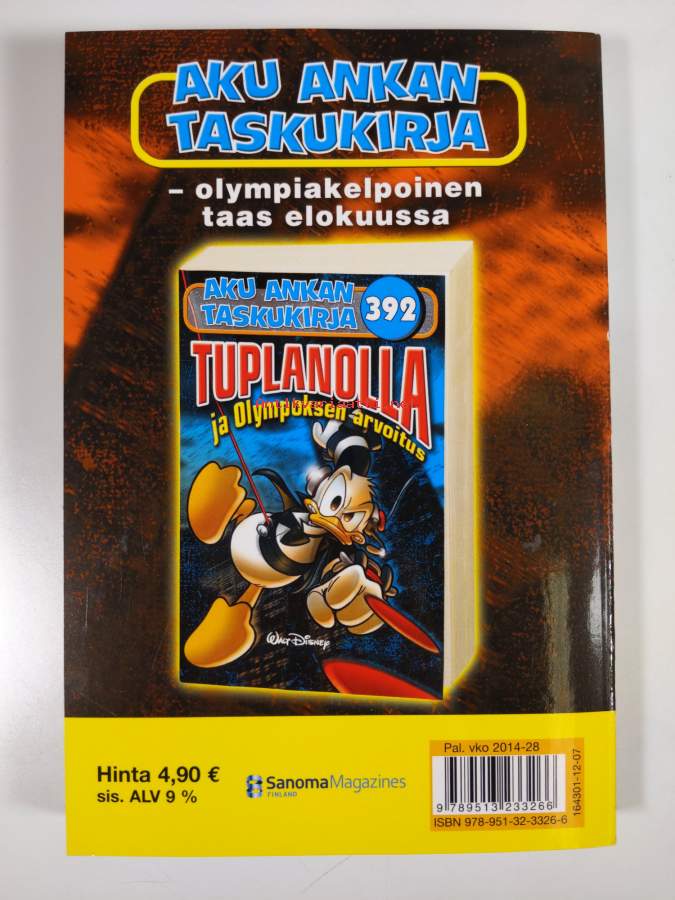 AKU ANKAN
TASKUKIRJA
– olympiakelpoinen
taas elokuussa
AKU ANKAN
TASKUKIRJA
392
TUPLANOLLA
ja Olympoksen arvoitus
WALT DISNEY
Hinta 4,90 €
sis. ALV 9 %
SanomaMagazines
FINLAND
Pal. vko 2014-28
9 789513 233266
ISBN 978-951-32-3326-6
164301-12-07